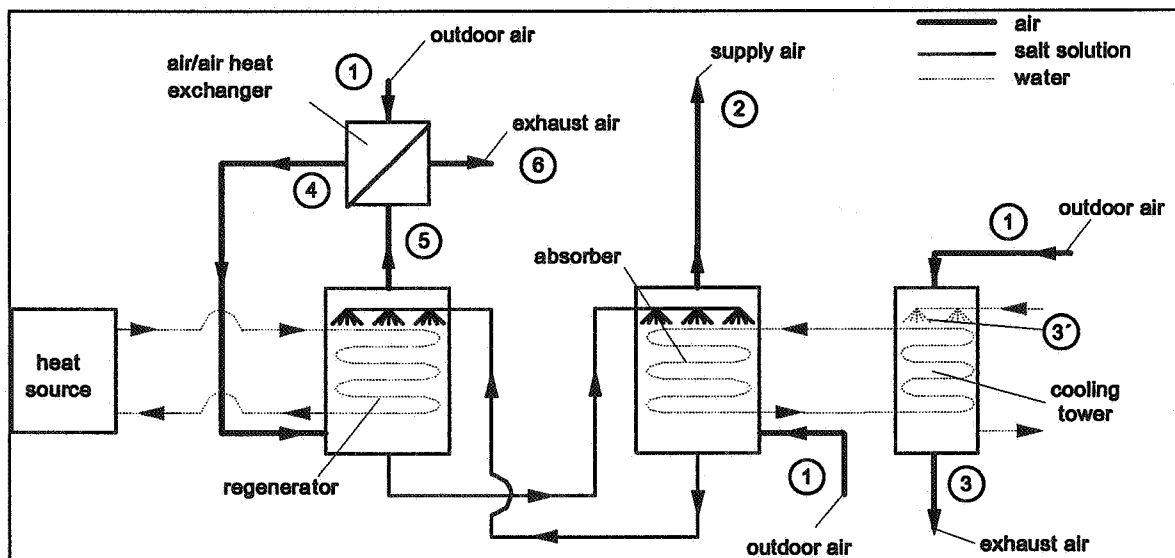 outdoor air
air/air heat
exchanger
1
exhaust air
6
4
5
supply air
2
air
salt solution
water
outdoor air
1
absorber
heat
source
3´
cooling
tower
regenerator
1
outdoor air
3
exhaust air